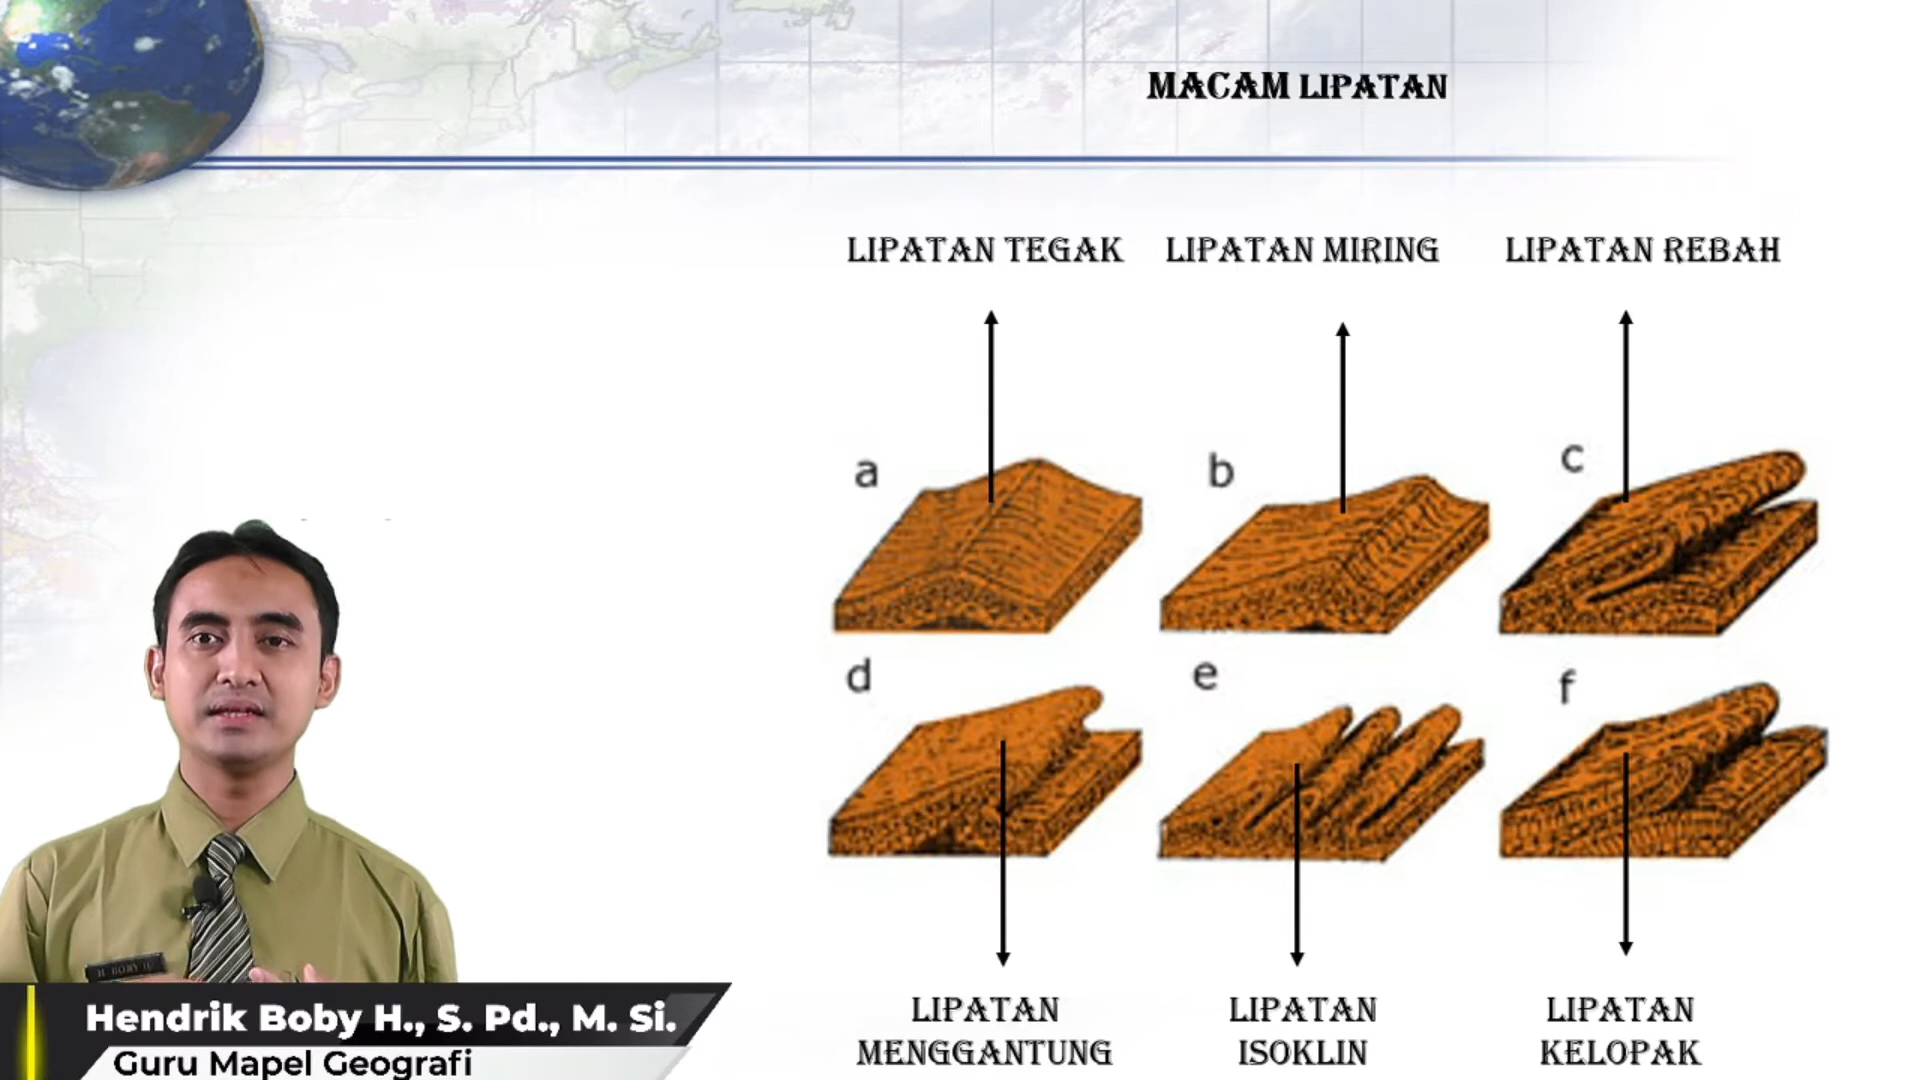 MACAM LIPATAN
LIPATAN TEGAK
LIPATAN MIRING
LIPATAN REBAH
a
b
c
d
e
f
LIPATAN
MENGGANTUNG
LIPATAN
ISOKLIN
LIPATAN
KELOPAK
H BOBY H
Hendrik Boby H., S. Pd., M. Si.
Guru Mapel Geografi